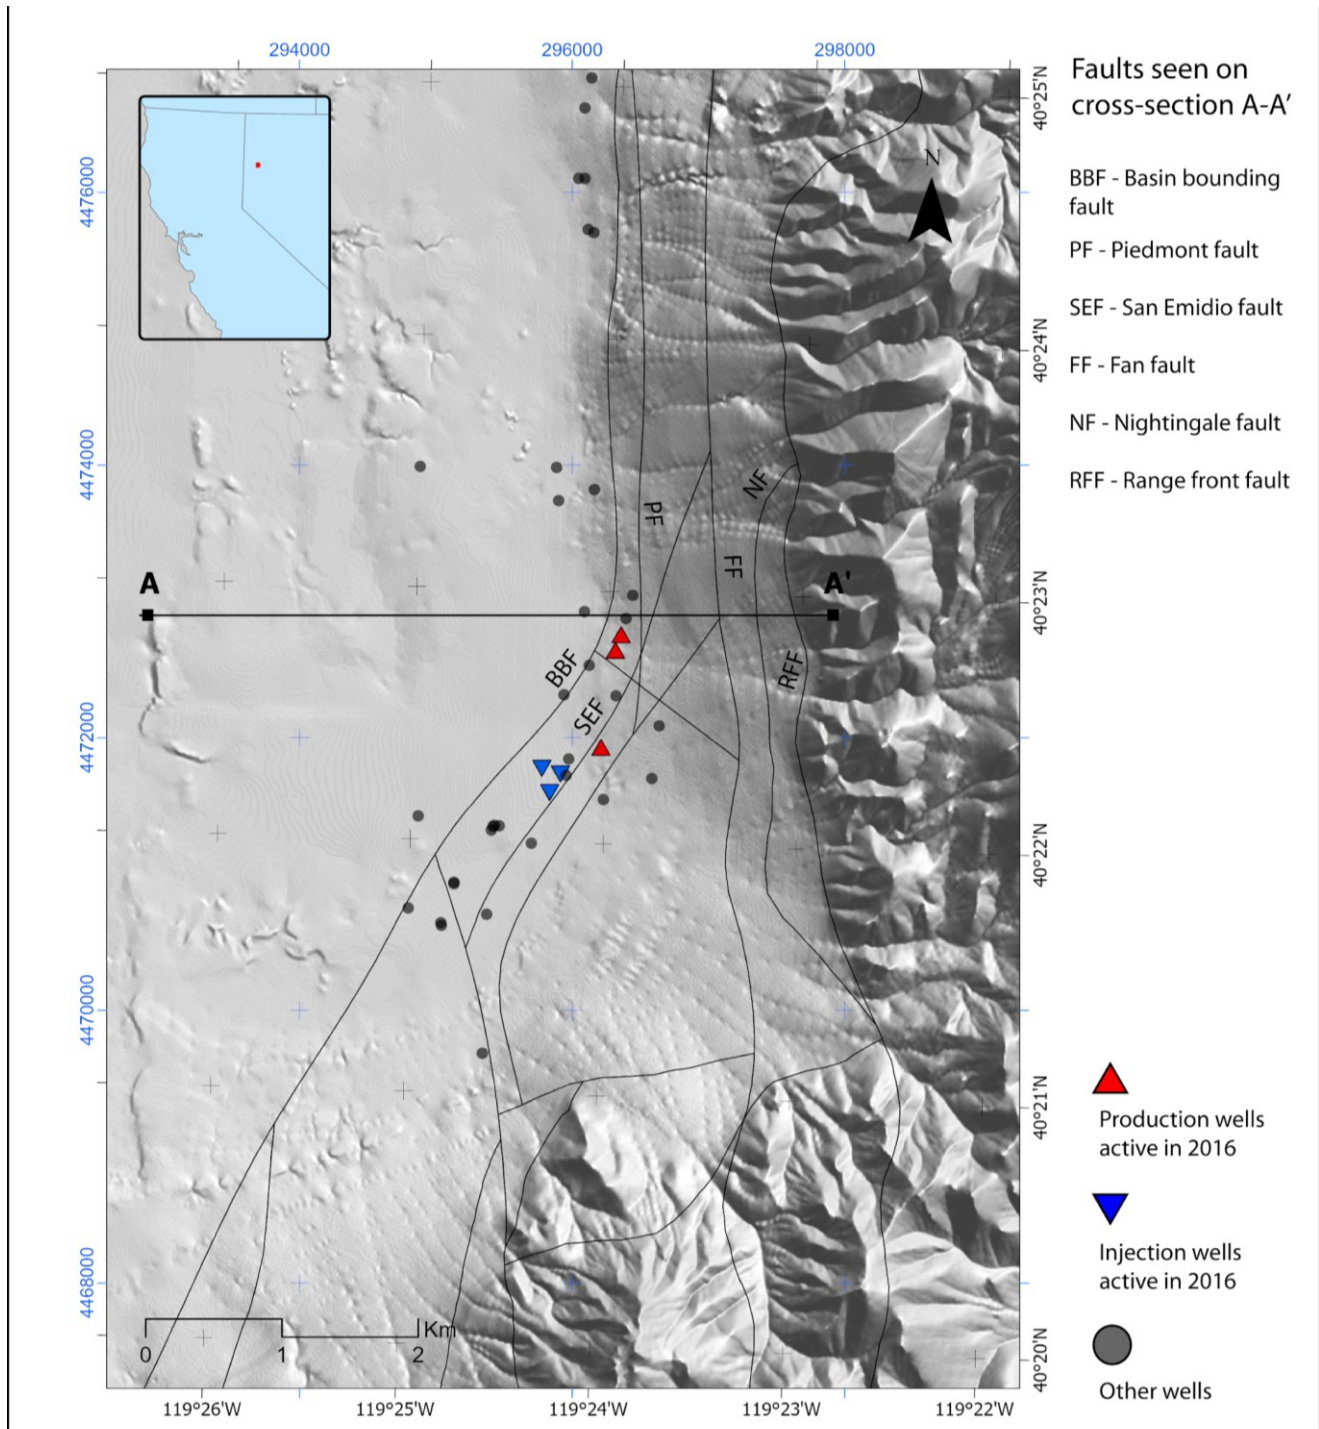 294000
296000
298000
Faults seen on
cross-section A-A'
BBF - Basin bounding
fault
PF - Piedmont fault
SEF - San Emidio fault
FF - Fan fault
NF - Nightingale fault
RFF - Range front fault
N
40°25'N
4476000
40°24'N
4474000
NF
PF
FF
A
A'
40°23'N
BBF
RFF
SEF
4472000
40°22'N
4470000
40°21'N
Production wells
active in 2016
4468000
Injection wells
active in 2016
Km
0
1
2
40°20'N
Other wells
119°26'W
119°25'W
119°24'W
119°23'W
119°22'W